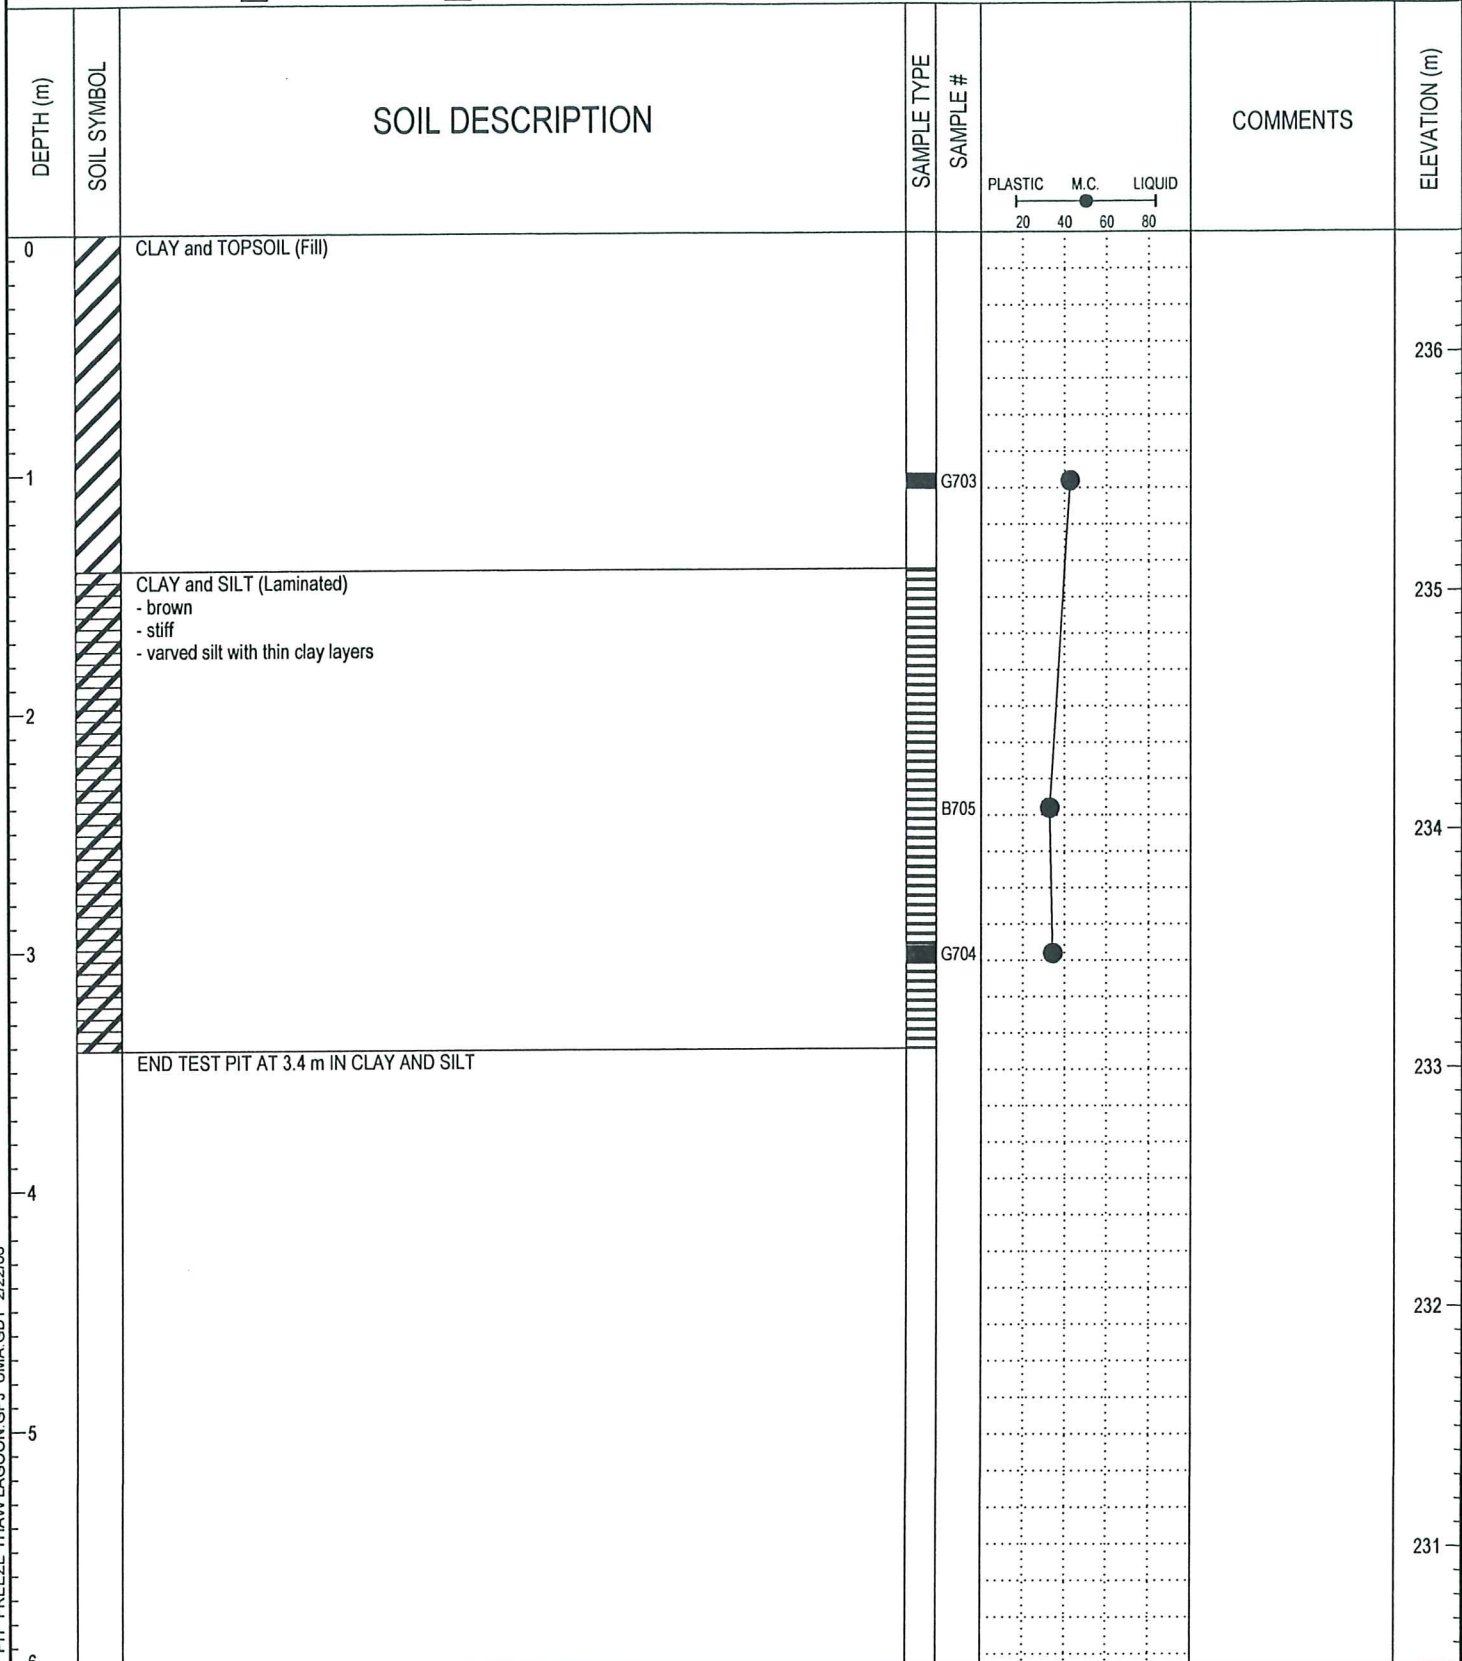 DEPTH (m)
SOIL SYMBOL
SOIL DESCRIPTION
SAMPLE TYPE
SAMPLE #
PLASTIC M.C. LIQUID
20 40 60 80
COMMENTS
ELEVATION (m)
0
CLAY and TOPSOIL (Fill)
236
1
G703
CLAY and SILT (Laminated)
- brown
- stiff
- varved silt with thin clay layers
235
2
B705
234
3
G704
END TEST PIT AT 3.4 m IN CLAY AND SILT
233
4
232
5
231